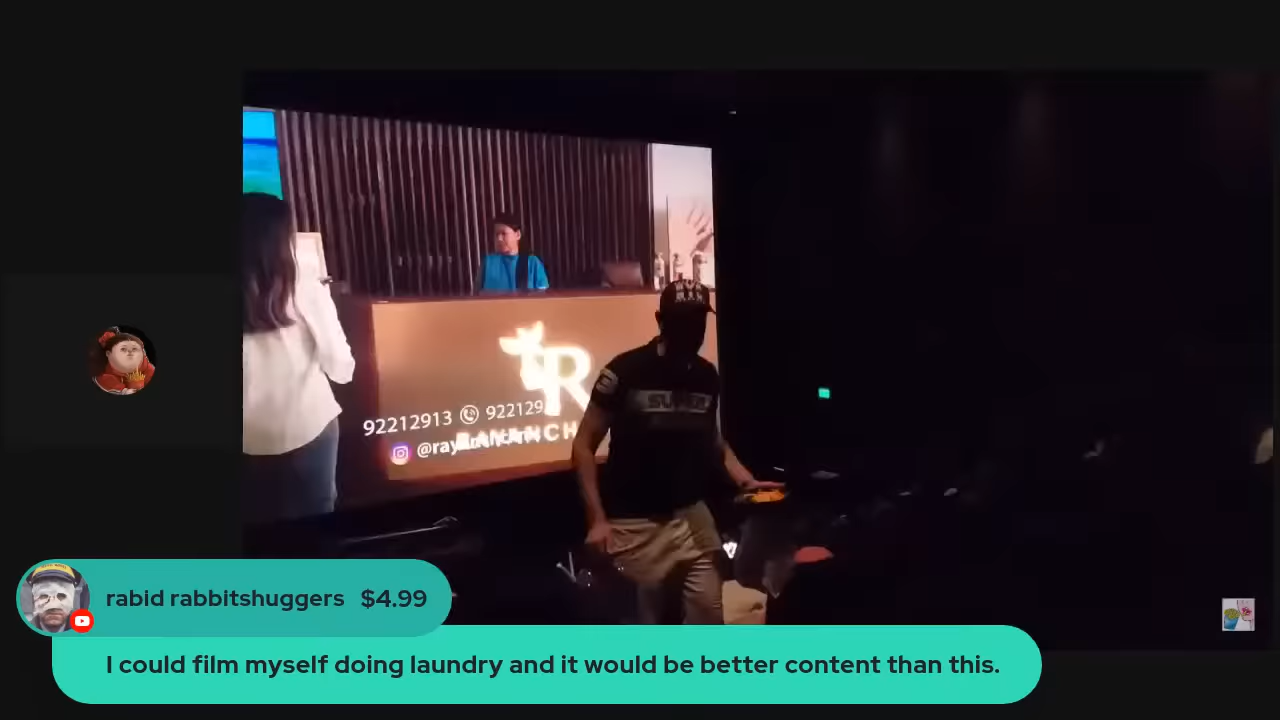 92212913 922129
@ray
rabid rabbitshuggers $4.99
I could film myself doing laundry and it would be better content than this.